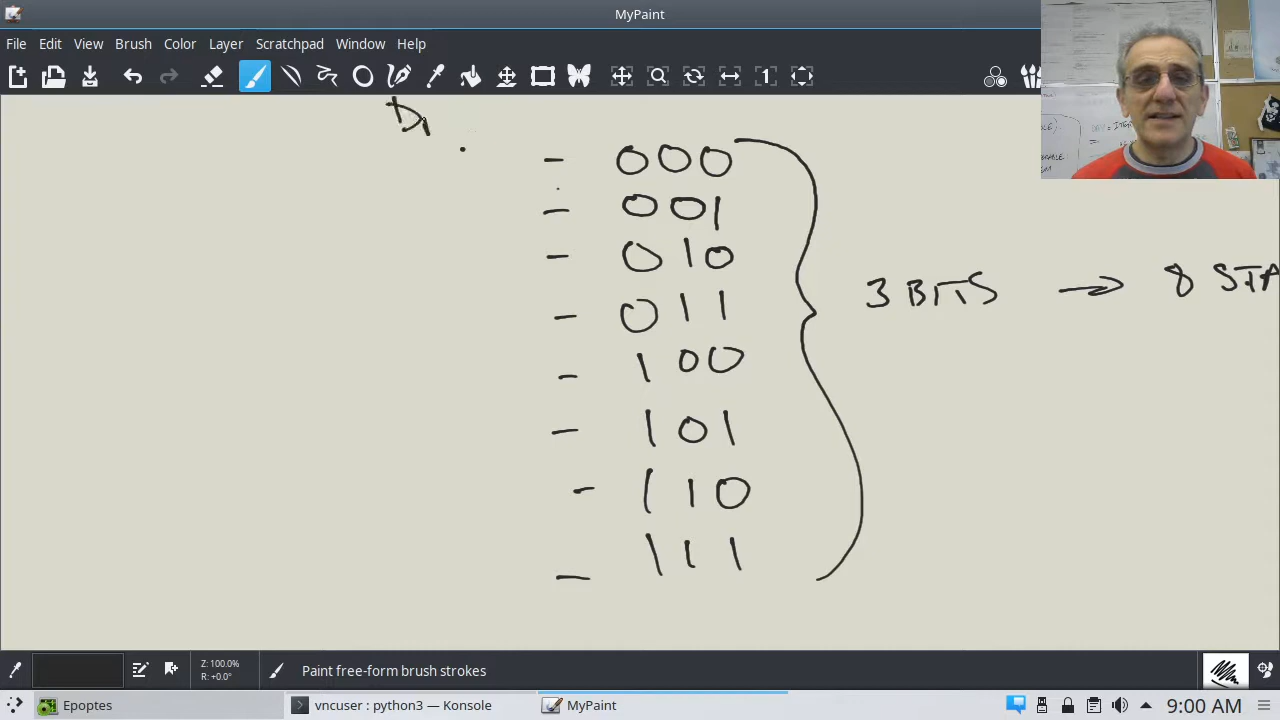 MyPaint
File Edit View Brush Color Layer Scratchpad Window Help
- 000
- 001
- 010
- 011
- 100
- 101
- 110
- 111
3 BITS → 8 STA
Z: 100.0%
R: +0.0°
Paint free-form brush strokes
Epoptes
vncuser : python3 — Konsole
MyPaint
9:00 AM